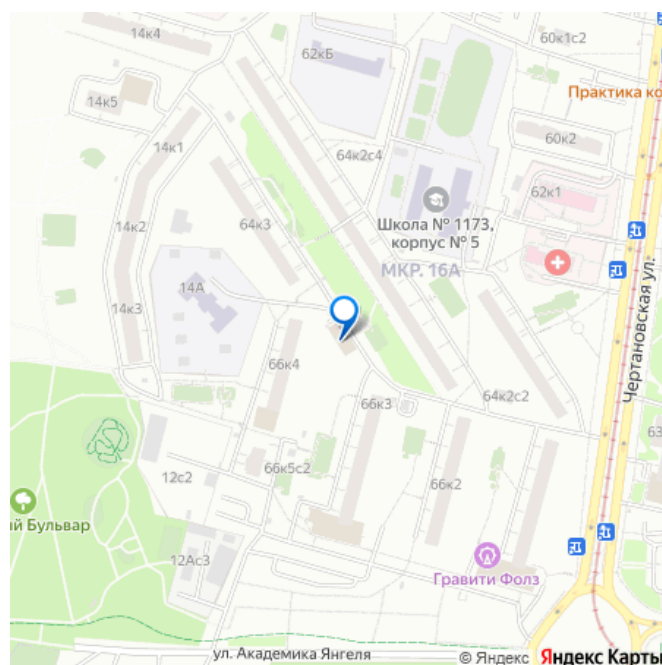 14к4
62кБ
60к1с2
14к5
Практика ко
14к1
60к2
64к2с4
62к1
14к2
64к3
Школа № 1173,
корпус № 5
МКР. 16А
14А
Чертановская ул.
14к3
66к4
64к2с2
66к3
63
66к5с2
12с2
66к2
ий Бульвар
12Ас3
Гравити Фолз
ул. Академика Янгеля
© Яндекс Яндекс Карты